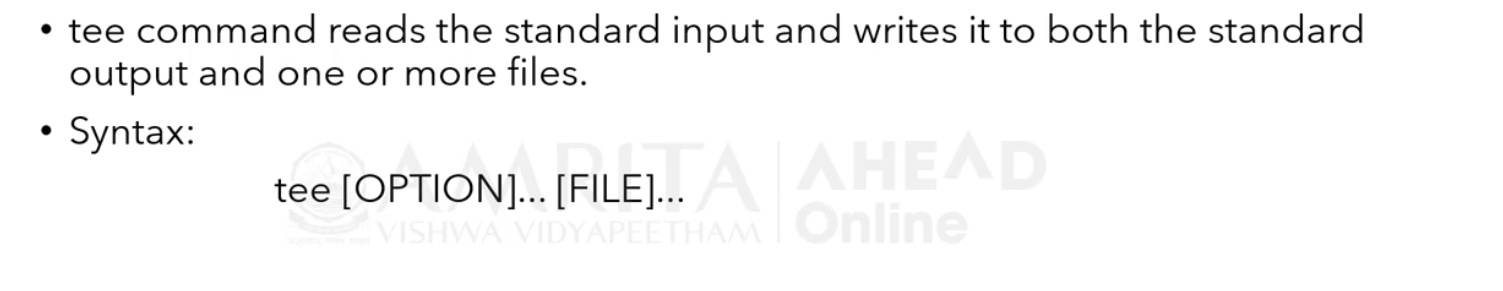 • tee command reads the standard input and writes it to both the standard
output and one or more files.
• Syntax:
tee [OPTION]... [FILE]...
AMRITA AHEAD
VISHWA VIDYAPEETHAM Online